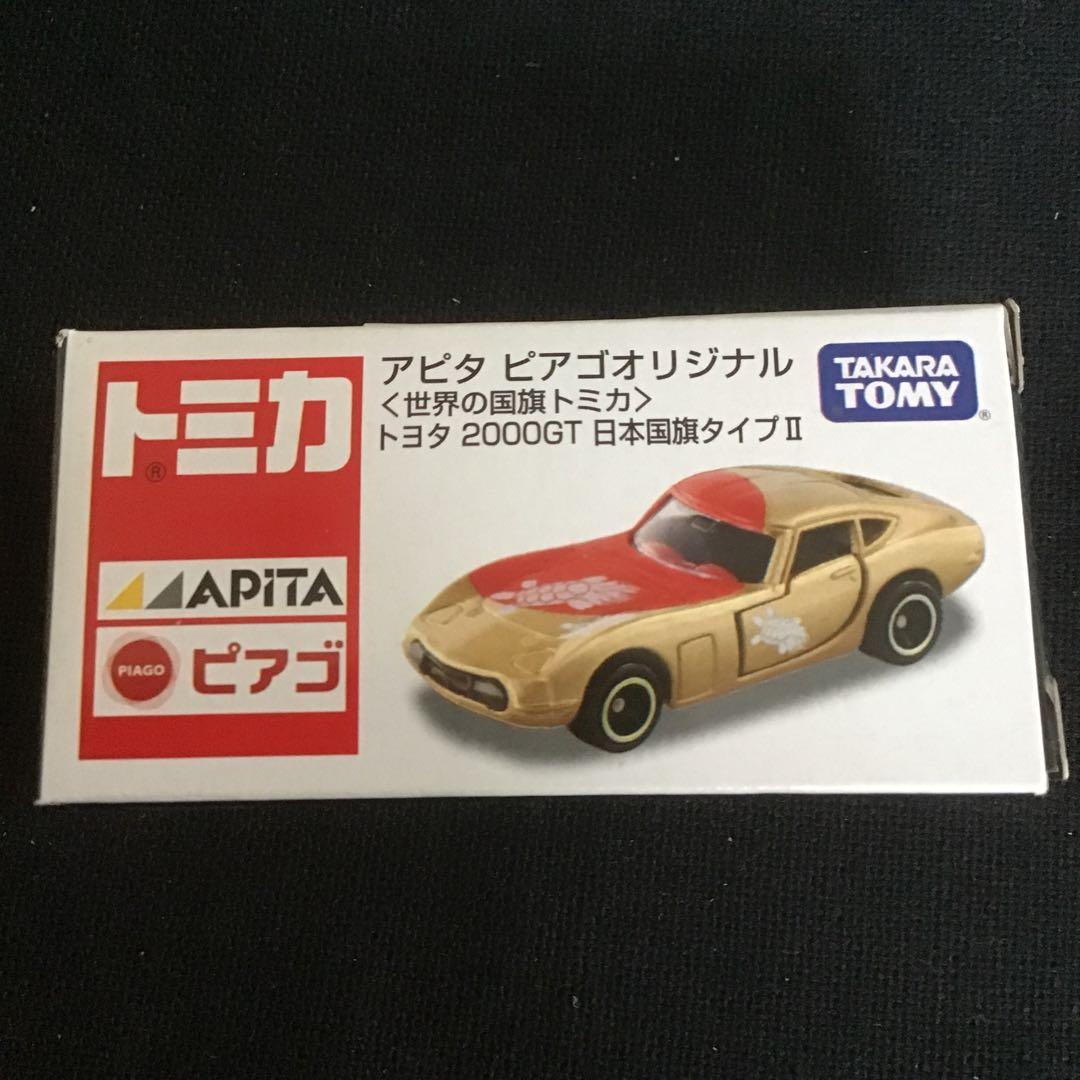 トミカ
®
APiTA
PIAGO ピアゴ
アピタ ピアゴオリジナル
<世界の国旗トミカ>
トヨタ 2000GT 日本国旗タイプⅡ
TAKARA
TOMY
®